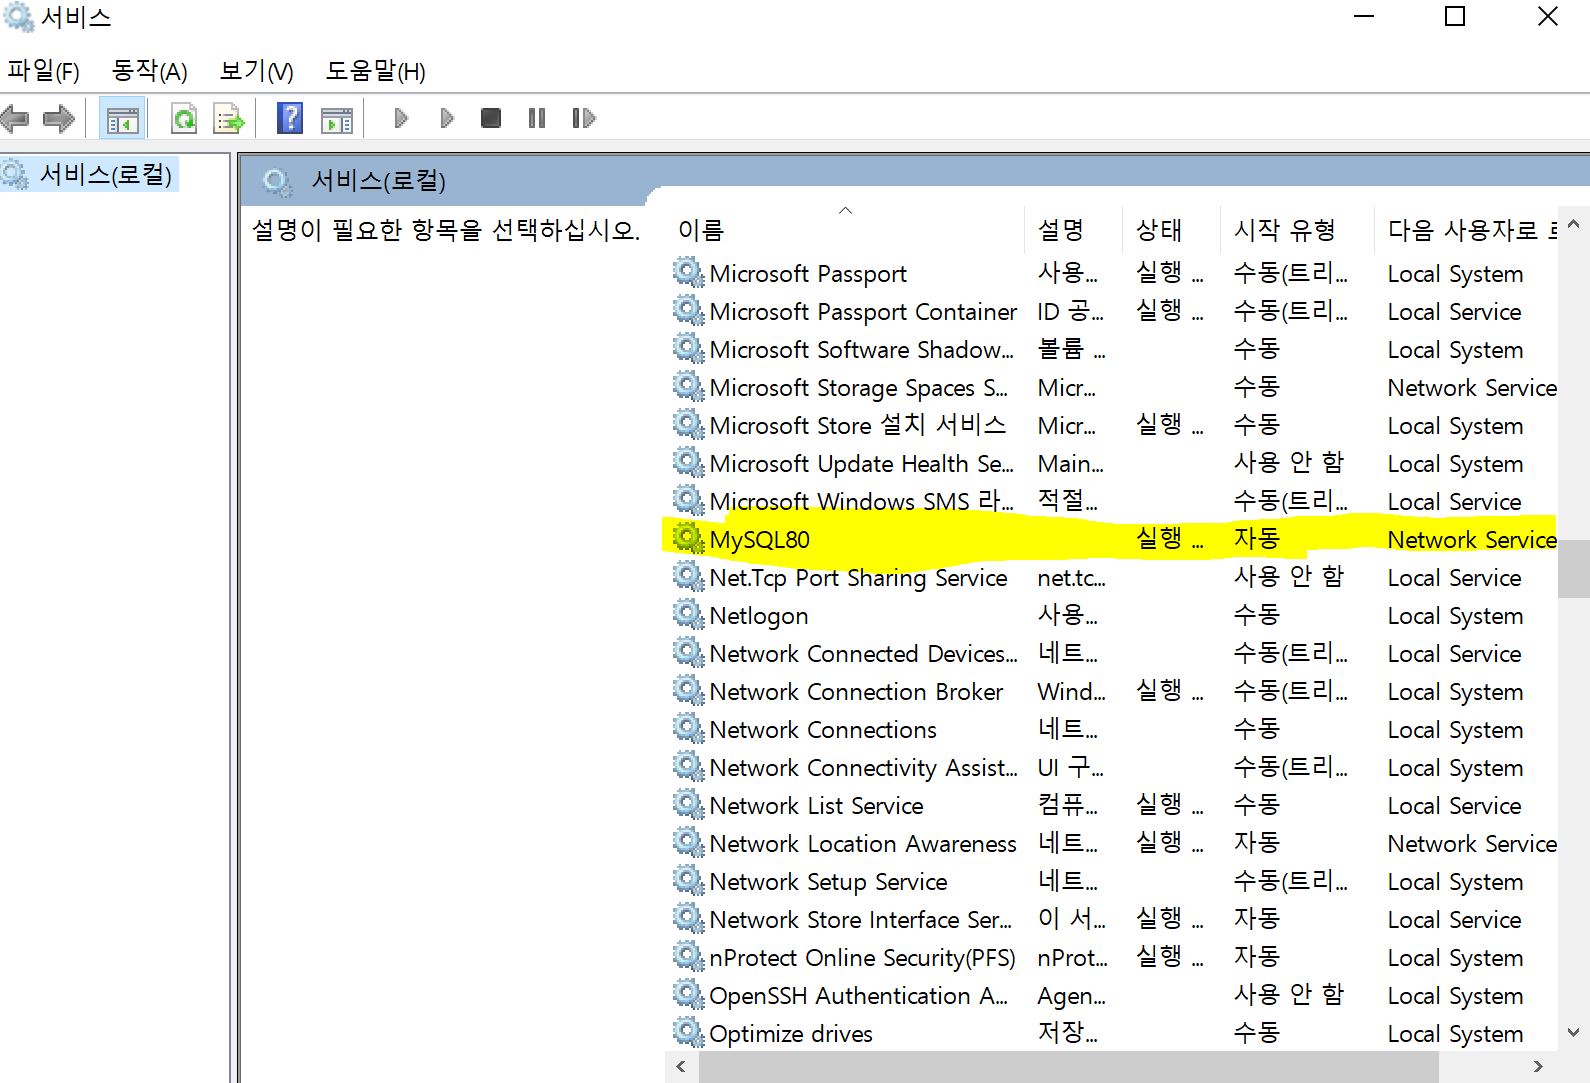 서비스
파일(F) 동작(A) 보기(V) 도움말(H)
서비스(로컬)
서비스(로컬)
설명이 필요한 항목을 선택하십시오.
이름 설명 상태 시작 유형 다음 사용자로
Microsoft Passport 사용... 실행 ... 수동(트리... Local System
Microsoft Passport Container ID 공... 실행 ... 수동(트리... Local Service
Microsoft Software Shadow... 볼륨 ... 수동 Local System
Microsoft Storage Spaces S... Micr... 수동 Network Service
Microsoft Store 설치 서비스 Micr... 실행 ... 수동 Local System
Microsoft Update Health Se... Main... 사용 안 함 Local System
Microsoft Windows SMS 라... 적절... 수동(트리... Local Service
MySQL80 실행 ... 자동 Network Service
Net.Tcp Port Sharing Service net.tc... 사용 안 함 Local Service
Netlogon 사용... 수동 Local System
Network Connected Devices... 네트... 수동(트리... Local Service
Network Connection Broker Wind... 실행 ... 수동(트리... Local System
Network Connections 네트... 수동 Local System
Network Connectivity Assist... UI 구... 수동(트리... Local System
Network List Service 컴퓨... 실행 ... 수동 Local Service
Network Location Awareness 네트... 실행 ... 자동 Network Service
Network Setup Service 네트... 수동(트리... Local System
Network Store Interface Ser... 이 서... 실행 ... 자동 Local Service
nProtect Online Security(PFS) nProt... 실행 ... 자동 Local System
OpenSSH Authentication A... Agen... 사용 안 함 Local System
Optimize drives 저장... 수동 Local System